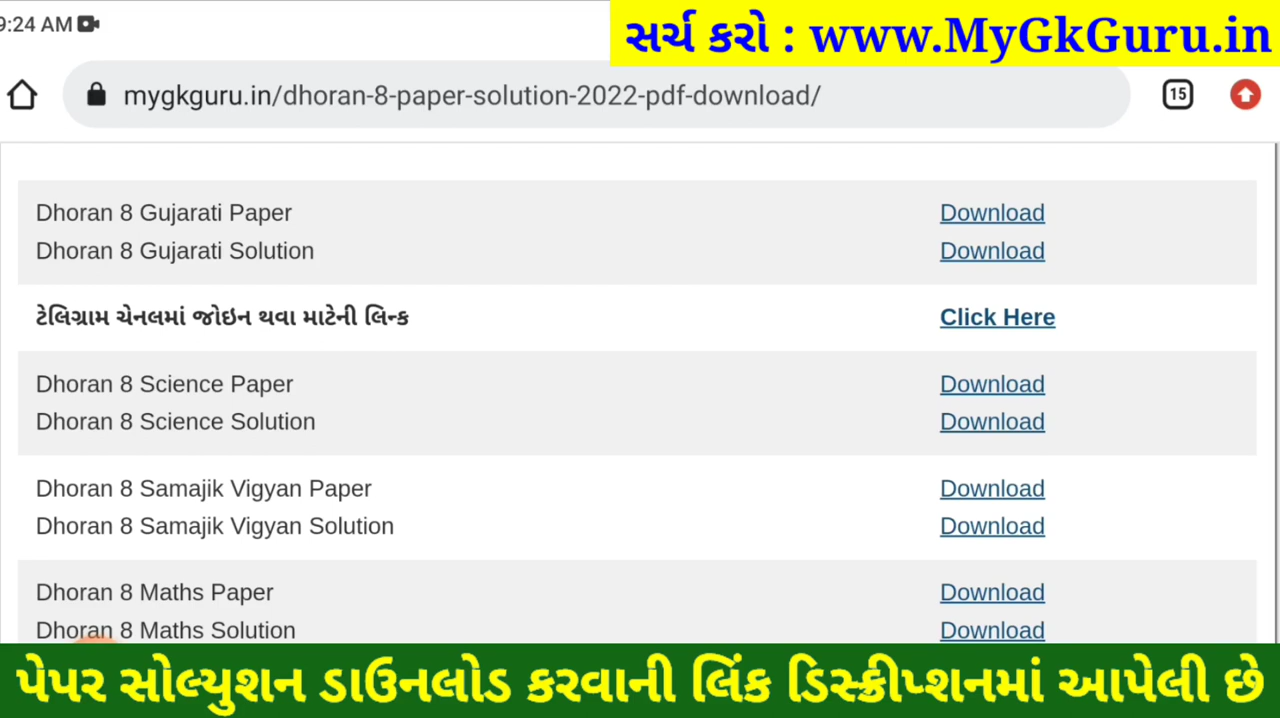 9:24 AM
સર્ચ કરો : www.MyGkGuru.in
mygkguru.in/dhoran-8-paper-solution-2022-pdf-download/
15
Dhoran 8 Gujarati Paper Download
Dhoran 8 Gujarati Solution Download
ટેલિગ્રામ ચેનલમાં જોઇન થવા માટેની લિન્ક Click Here
Dhoran 8 Science Paper Download
Dhoran 8 Science Solution Download
Dhoran 8 Samajik Vigyan Paper Download
Dhoran 8 Samajik Vigyan Solution Download
Dhoran 8 Maths Paper Download
Dhoran 8 Maths Solution Download
પેપર સોલ્યુશન ડાઉનલોડ કરવાની લિંક ડિસ્ક્રીપ્શનમાં આપેલી છે